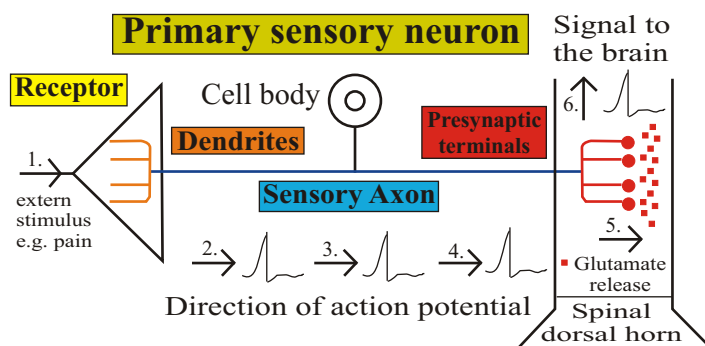 Primary sensory neuron
Signal to
the brain
Receptor
Cell body
6.
Presynaptic
terminals
Dendrites
1.
extern
stimulus
e.g. pain
Sensory Axon
2.
3.
4.
5.
Glutamate
release
Direction of action potential
Spinal
dorsal horn